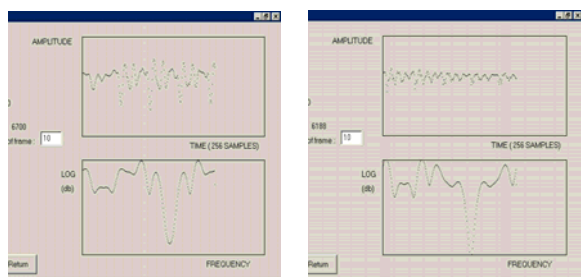 AMPLITUDE
6700
of frame: 10
TIME ( 256 SAMPLES)
LOG
(db)
Return
FREQUENCY
AMPLITUDE
6188
of frame: 10
TIME ( 256 SAMPLES)
LOG
(db)
Return
FREQUENCY